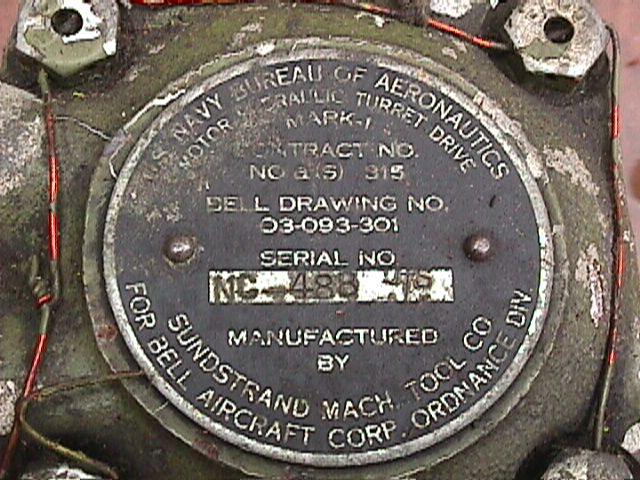 U.S. NAVY BUREAU OF AERONAUTICS
MOTOR HYDRAULIC TURRET DRIVE
MARK-1
CONTRACT NO.
NO a(S) 315
BELL DRAWING NO.
03-093-301
SERIAL NO.
MANUFACTURED
BY
SUNDSTRAND MACH. TOOL CO
FOR BELL AIRCRAFT CORP. ORDNANCE DIV